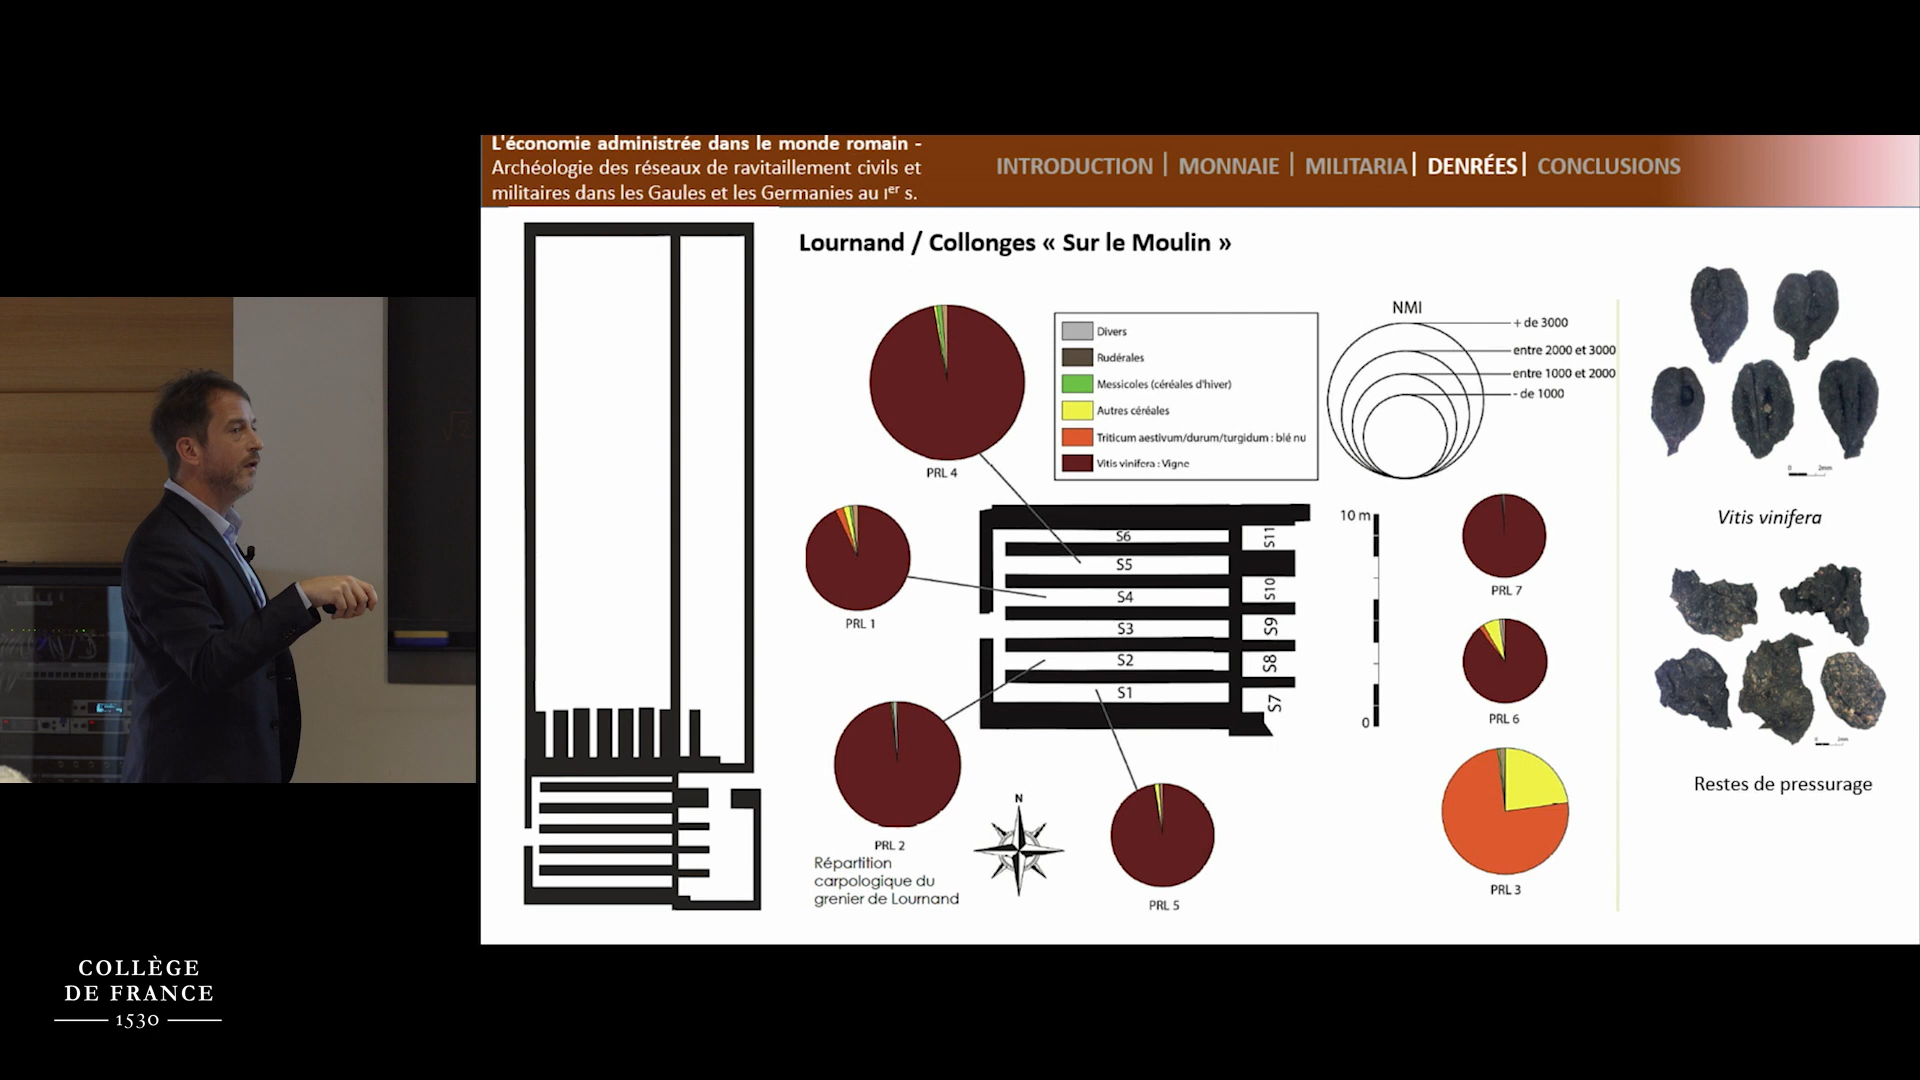 L'économie administrée dans le monde romain -
Archéologie des réseaux de ravitaillement civils et
militaires dans les Gaules et les Germanies au Ier s.
INTRODUCTION | MONNAIE | MILITARIA | DENRÉES | CONCLUSIONS
Lournand / Collonges « Sur le Moulin »
PRL 4
Divers
Rudérales
Messicoles (céréales d'hiver)
Autres céréales
Triticum aestivum/durum/turgidum : blé nu
Vitis vinifera : Vigne
NMI
+ de 3000
entre 2000 et 3000
entre 1000 et 2000
- de 1000
PRL 1
S6
S5
S4
S3
S2
S1
S11
S10
S9
S8
S7
10 m
0
PRL 7
PRL 6
PRL 3
PRL 2
Répartition
carpologique du
grenier de Lournand
N
PRL 5
0 2mm
Vitis vinifera
0 2mm
Restes de pressurage
COLLÈGE
DE FRANCE
1530